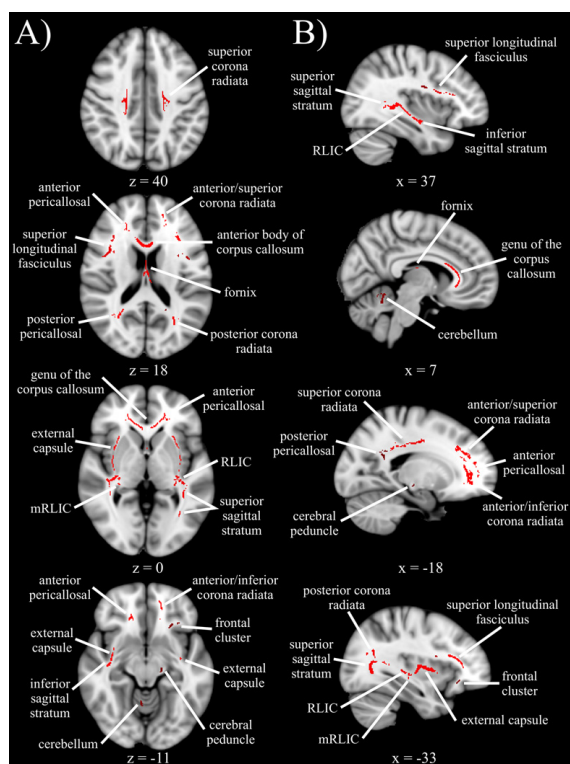 A)
superior
corona
radiata
z = 40
anterior
pericallosal
anterior/superior
corona radiata
superior
longitudinal
fasciculus
anterior body of
corpus callosum
fornix
posterior
pericallosal
posterior corona
radiata
z = 18
genu of the
corpus callosum
anterior
pericallosal
external
capsule
RLIC
mRLIC
superior
sagittal
stratum
z = 0
anterior
pericallosal
anterior/inferior
corona radiata
frontal
cluster
external
capsule
external
capsule
inferior
sagittal
stratum
cerebral
peduncle
cerebellum
z = -11
B)
superior longitudinal
fasciculus
superior
sagittal
stratum
RLIC
inferior
sagittal stratum
x = 37
fornix
genu of the
corpus
callosum
cerebellum
x = 7
superior corona
radiata
anterior/superior
corona radiata
posterior
pericallosal
anterior
pericallosal
cerebral
peduncle
anterior/inferior
corona radiata
x = -18
posterior corona
radiata
superior longitudinal
fasciculus
superior
sagittal
stratum
frontal
cluster
RLIC
external capsule
mRLIC
x = -33